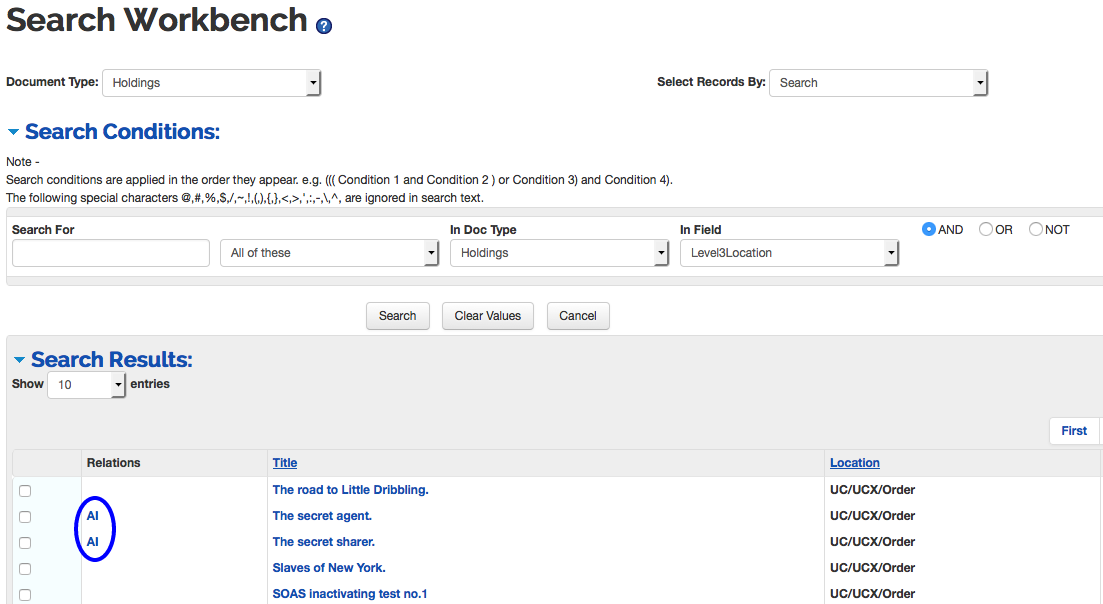 Search Workbench ?
Document Type: Holdings Select Records By: Search
Search Conditions:
Note -
Search conditions are applied in the order they appear. e.g. ((( Condition 1 and Condition 2 ) or Condition 3) and Condition 4).
The following special characters @,#,%,$,/,~,!,(,),{,},<,>,',:,-,\,^, are ignored in search text.
Search For In Doc Type In Field AND OR NOT
All of these Holdings Level3Location
Search Clear Values Cancel
Search Results:
Show 10 entries
First
Relations Title Location
The road to Little Dribbling. UC/UCX/Order
AI The secret agent. UC/UCX/Order
AI The secret sharer. UC/UCX/Order
Slaves of New York. UC/UCX/Order
SOAS inactivating test no.1 UC/UCX/Order